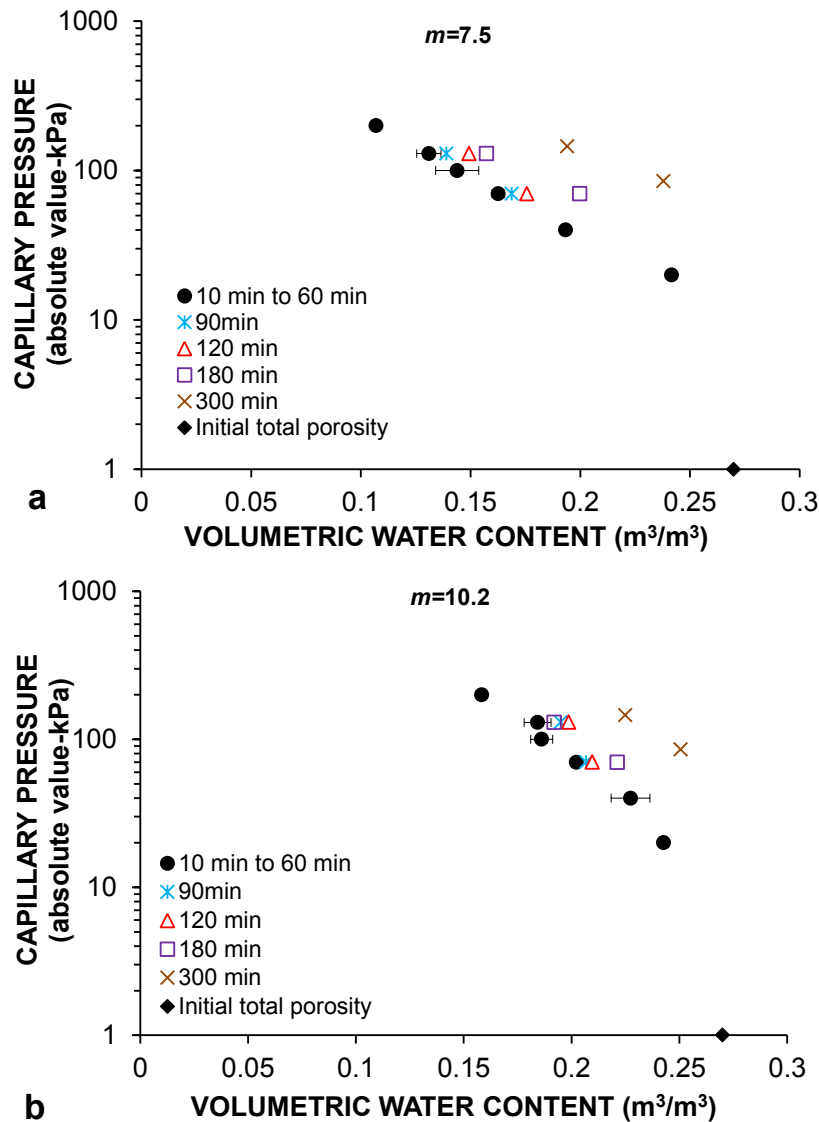 m=7.5
CAPILLARY PRESSURE
(absolute value-kPa)
1000
100
10
1
10 min to 60 min
90min
120 min
180 min
300 min
Initial total porosity
0 0.05 0.1 0.15 0.2 0.25 0.3
a
VOLUMETRIC WATER CONTENT (m³/m³)
m=10.2
CAPILLARY PRESSURE
(absolute value-kPa)
1000
100
10
1
10 min to 60 min
90min
120 min
180 min
300 min
Initial total porosity
0 0.05 0.1 0.15 0.2 0.25 0.3
b
VOLUMETRIC WATER CONTENT (m³/m³)